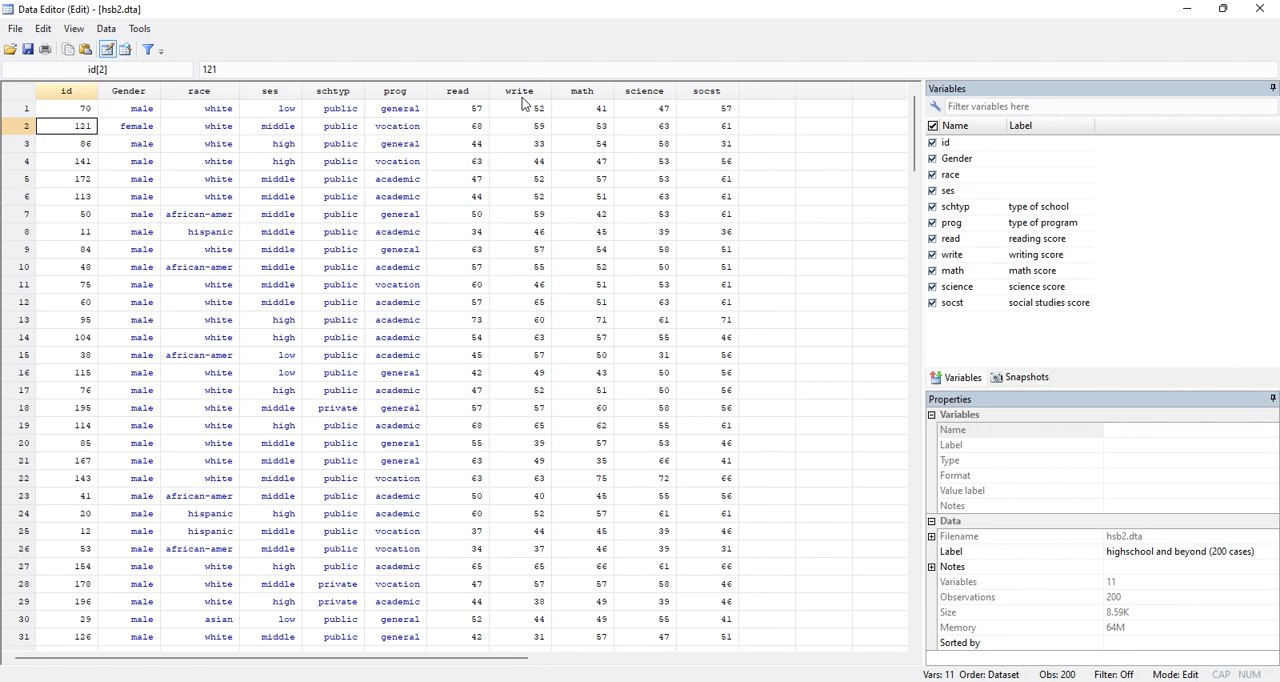 Data Editor (Edit) - [hsb2.dta]
File Edit View Data Tools
id[2] 121
id Gender race ses schtyp prog read write math science socst
1 70 male white low public general 57 52 41 47 57
2 121 female white middle public vocation 68 59 53 63 61
3 86 male white high public general 44 33 54 58 31
4 141 male white high public vocation 63 44 47 53 56
5 172 male white middle public academic 47 52 57 53 61
6 113 male white middle public academic 44 52 51 63 61
7 50 male african-amer middle public general 50 59 42 53 61
8 11 male hispanic middle public academic 34 46 45 39 36
9 84 male white middle public general 63 57 54 58 51
10 48 male african-amer middle public academic 57 55 52 50 51
11 75 male white middle public vocation 60 46 51 53 61
12 60 male white middle public academic 57 65 51 63 61
13 95 male white high public academic 73 60 71 61 71
14 104 male white high public academic 54 63 57 55 46
15 38 male african-amer low public academic 45 57 50 31 56
16 115 male white low public general 42 49 43 50 56
17 76 male white high public academic 47 52 51 50 56
18 195 male white middle private general 57 57 60 58 56
19 114 male white high public academic 68 65 62 55 61
20 85 male white middle public general 55 39 57 53 46
21 167 male white middle public general 63 49 35 66 41
22 143 male white middle public vocation 63 63 75 72 66
23 41 male african-amer middle public academic 50 40 45 55 56
24 20 male hispanic high public academic 60 52 57 61 61
25 12 male hispanic middle public vocation 37 44 45 39 46
26 53 male african-amer middle public vocation 34 37 46 39 31
27 154 male white high public academic 65 65 66 61 66
28 178 male white middle private vocation 47 57 57 58 46
29 196 male white high private academic 44 38 49 39 46
30 29 male asian low public general 52 44 49 55 41
31 126 male white middle public general 42 31 57 47 51
Variables
Filter variables here
Name Label
id
Gender
race
ses
schtyp type of school
prog type of program
read reading score
write writing score
math math score
science science score
socst social studies score
Variables Snapshots
Properties
Variables
Name
Label
Type
Format
Value label
Notes
Data
Filename hsb2.dta
Label highschool and beyond (200 cases)
Notes
Variables 11
Observations 200
Size 8.59K
Memory 64M
Sorted by
Vars: 11 Order: Dataset Obs: 200 Filter: Off Mode: Edit CAP NUM